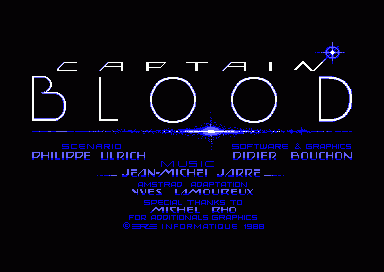 CAPTAIN
BLOOD
SCENARIO
PHILIPPE ULRICH
SOFTWARE & GRAPHICS
DIDIER BOUCHON
MUSIC
JEAN-MICHEL JARRE
AMSTRAD ADAPTATION
YVES LAMOUREUX
SPECIAL THANKS TO
MICHEL RHO
FOR ADDITIONALS GRAPHICS
© ERE INFORMATIQUE 1988